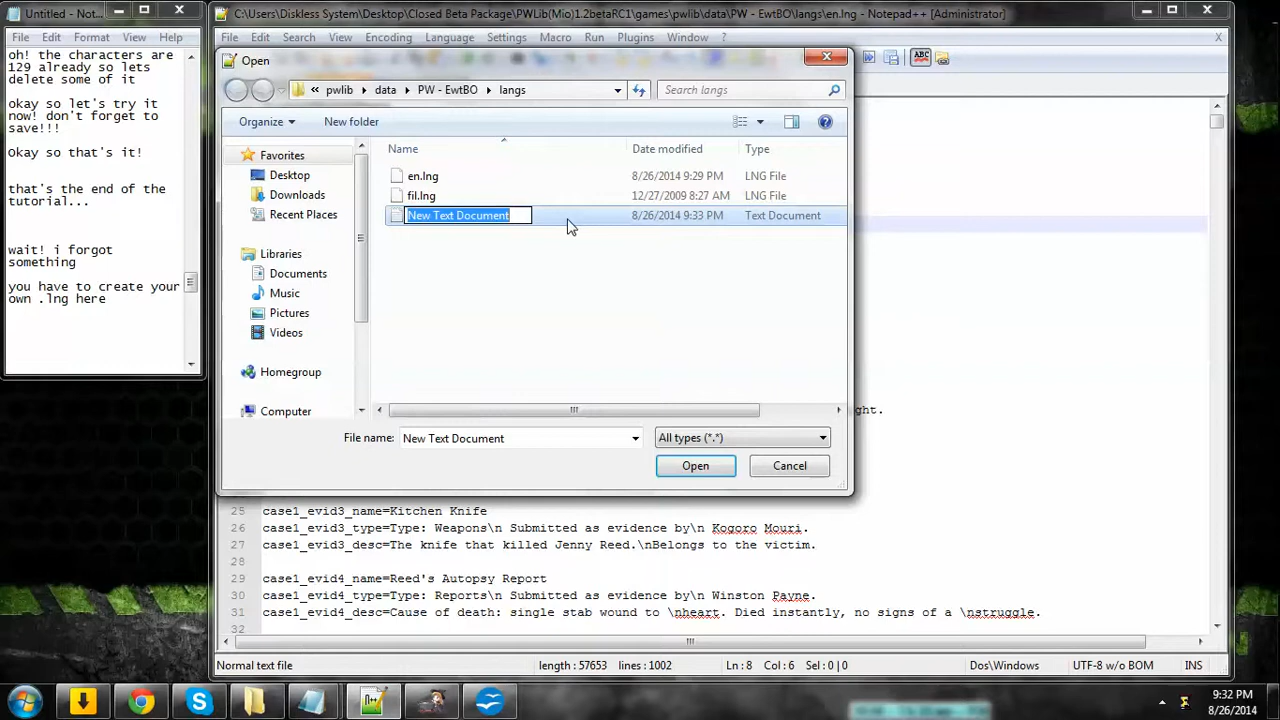 Untitled - Not...
File Edit Format View Help
oh! the characters are
129 already so lets
delete some of it
okay so let's try it
now! don't forget to
save!!!
Okay so that's it!
that's the end of the
tutorial...
wait! i forgot
something
you have to create your
own .lng here
C:\Users\Diskless System\Desktop\Closed Beta Package\PWLib(Mio)1.2betaRC1\games\pwlib\data\PW - EwtBO\langs\en.lng - Notepad++ [Administrator]
File Edit Search View Encoding Language Settings Macro Run Plugins Window ? X
ABC
Open
« pwlib data PW - EwtBO langs
Search langs
Organize New folder
Favorites
Desktop
Downloads
Recent Places
Libraries
Documents
Music
Pictures
Videos
Homegroup
Computer
Name Date modified Type
en.lng 8/26/2014 9:29 PM LNG File
fil.lng 12/27/2009 8:27 AM LNG File
New Text Document 8/26/2014 9:33 PM Text Document
File name: New Text Document All types (*.*)
Open Cancel
ght.
25 case1_evid3_name=Kitchen Knife
26 case1_evid3_type=Type: Weapons\n Submitted as evidence by\n Kogoro Mouri.
27 case1_evid3_desc=The knife that killed Jenny Reed.\nBelongs to the victim.
28
29 case1_evid4_name=Reed's Autopsy Report
30 case1_evid4_type=Type: Reports\n Submitted as evidence by\n Winston Payne.
31 case1_evid4_desc=Cause of death: single stab wound to \nheart. Died instantly, no signs of a \nstruggle.
32
Normal text file length : 57653 lines : 1002 Ln : 8 Col : 6 Sel : 0 | 0 Dos\Windows UTF-8 w/o BOM INS
9:32 PM
8/26/2014